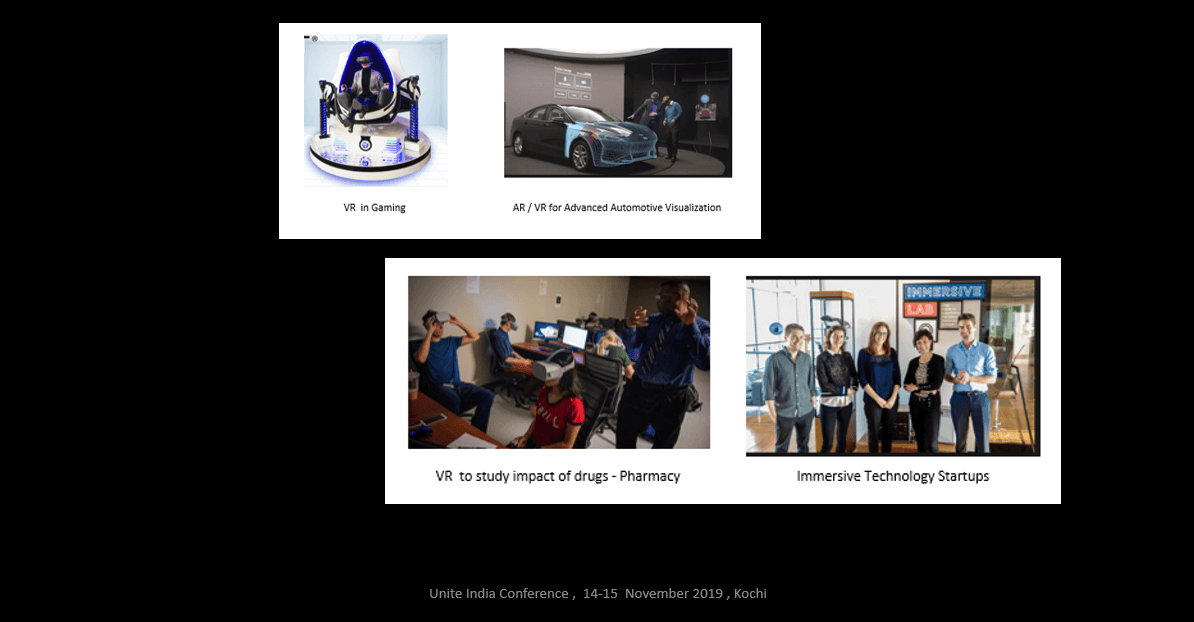 ®
VR in Gaming
AR / VR for Advanced Automotive Visualization
IMMERSIVE
LAB
VR to study impact of drugs - Pharmacy
Immersive Technology Startups
Unite India Conference , 14-15 November 2019 , Kochi